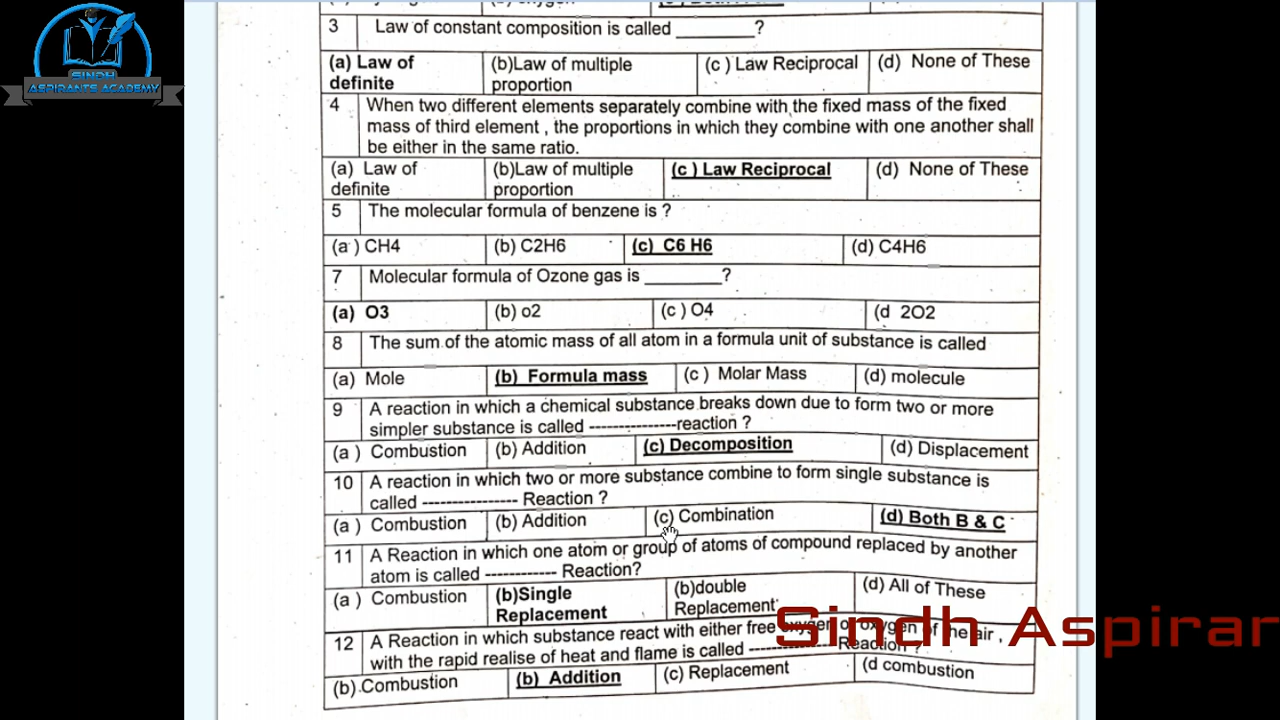 SINDH
ASPIRANTS ACADEMY
3 Law of constant composition is called ________?
(a) Law of definite (b)Law of multiple proportion (c ) Law Reciprocal (d) None of These
4 When two different elements separately combine with the fixed mass of the fixed
mass of third element , the proportions in which they combine with one another shall
be either in the same ratio.
(a) Law of definite (b)Law of multiple proportion (c ) Law Reciprocal (d) None of These
5 The molecular formula of benzene is ?
(a ) CH4 (b) C2H6 (c) C6 H6 (d) C4H6
7 Molecular formula of Ozone gas is ________?
(a) O3 (b) o2 (c ) O4 (d 2O2
8 The sum of the atomic mass of all atom in a formula unit of substance is called
(a) Mole (b) Formula mass (c ) Molar Mass (d) molecule
9 A reaction in which a chemical substance breaks down due to form two or more
simpler substance is called ---------------reaction ?
(a ) Combustion (b) Addition (c) Decomposition (d) Displacement
10 A reaction in which two or more substance combine to form single substance is
called ---------------- Reaction ?
(a ) Combustion (b) Addition (c) Combination (d) Both B & C
11 A Reaction in which one atom or group of atoms of compound replaced by another
atom is called ------------ Reaction?
(a ) Combustion (b)Single Replacement (b)double Replacement (d) All of These
12 A Reaction in which substance react with either free oxygen or oxygen of the air ,
with the rapid realise of heat and flame is called -------------- Reaction ?
(b) Combustion (b) Addition (c) Replacement (d combustion
Sindh Aspirar